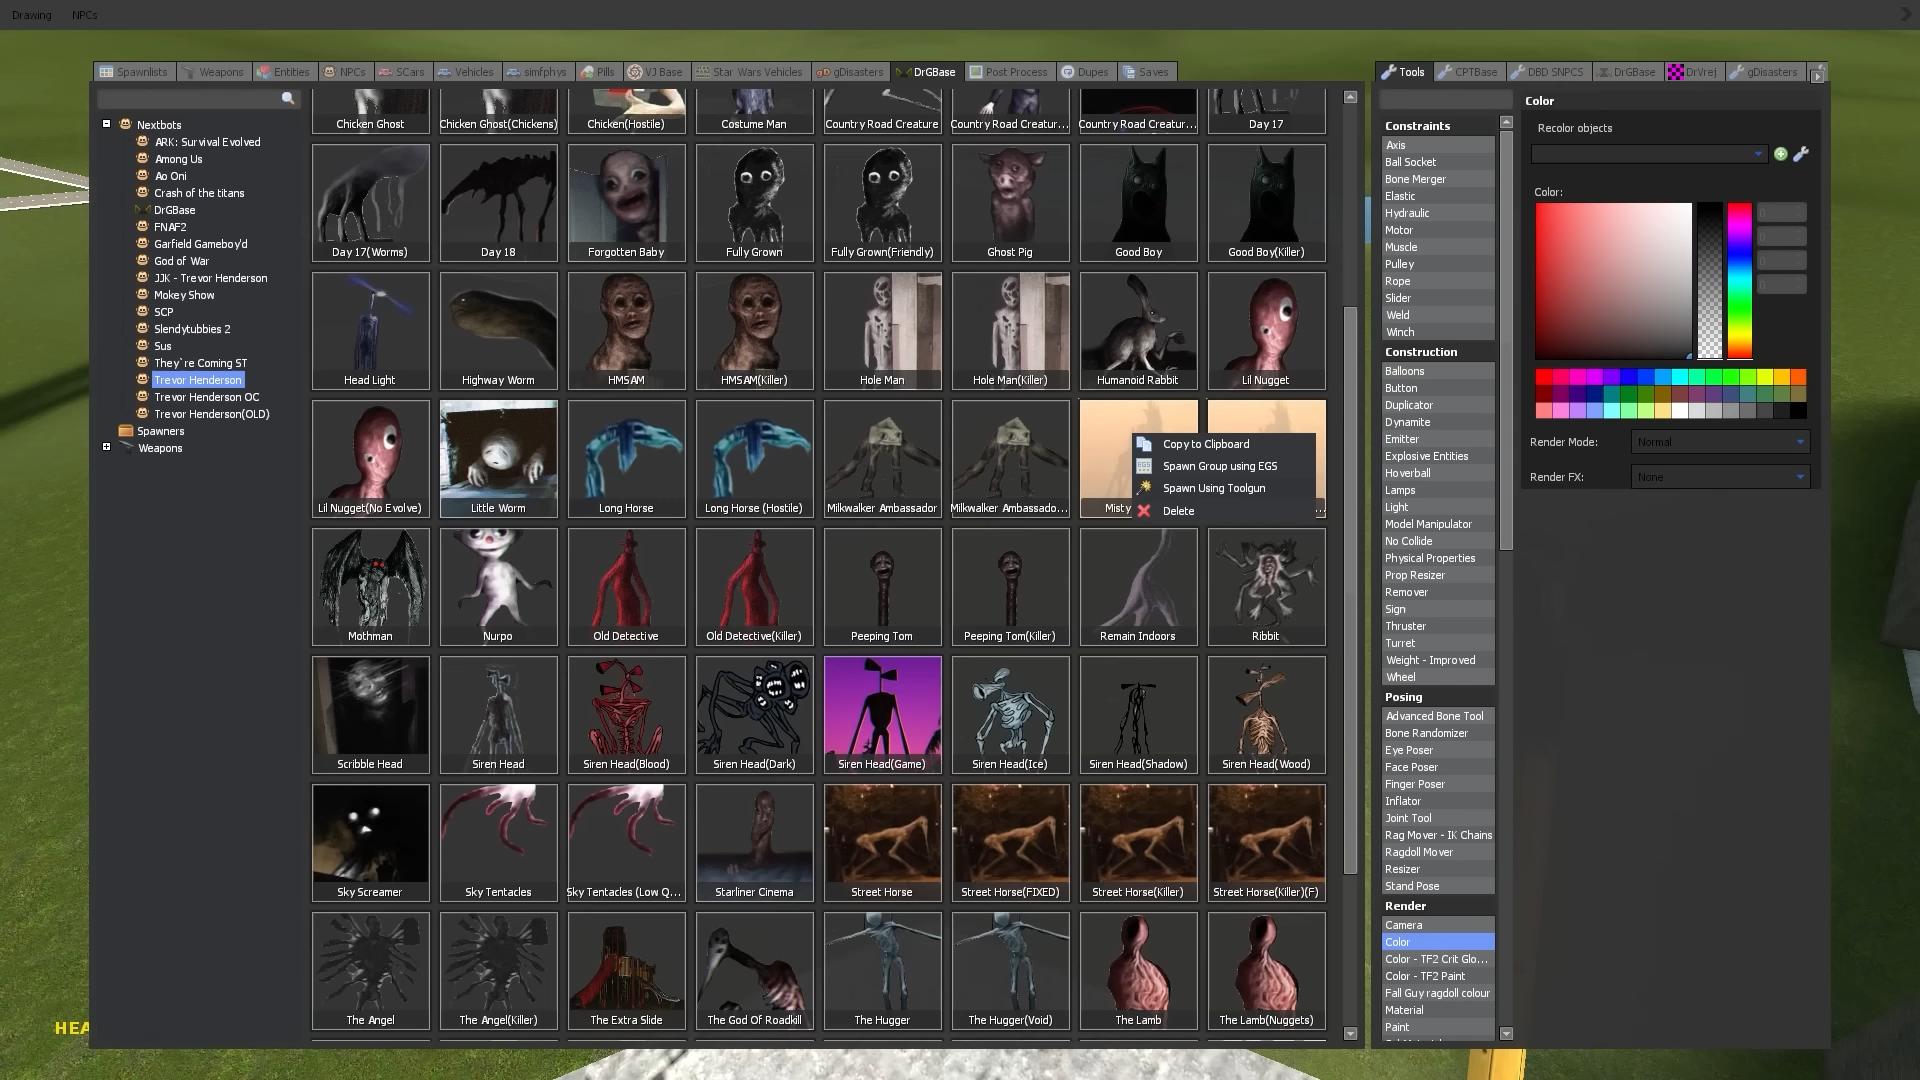 Drawing NPCs
Spawnlists Weapons Entities NPCs SCars Vehicles simfphys Pills VJ Base Star Wars Vehicles gDisasters DrGBase Post Process Dupes Saves
Tools CPTBase DBD SNPCS DrGBase DrVrej gDisasters
Nextbots
ARK: Survival Evolved
Among Us
Ao Oni
Crash of the titans
DrGBase
FNAF2
Garfield Gameboy'd
God of War
JJK - Trevor Henderson
Mokey Show
SCP
Slendytubbies 2
Sus
They`re Coming ST
Trevor Henderson
Trevor Henderson OC
Trevor Henderson(OLD)
Spawners
Weapons
Chicken Ghost Chicken Ghost(Chickens) Chicken(Hostile) Costume Man Country Road Creature Country Road Creatur... Country Road Creatur... Day 17
Day 17(Worms) Day 18 Forgotten Baby Fully Grown Fully Grown(Friendly) Ghost Pig Good Boy Good Boy(Killer)
Head Light Highway Worm HMSAM HMSAM(Killer) Hole Man Hole Man(Killer) Humanoid Rabbit Lil Nugget
Lil Nugget(No Evolve) Little Worm Long Horse Long Horse (Hostile) Milkwalker Ambassador Milkwalker Ambassado... Misty ...
Copy to Clipboard
EGS Spawn Group using EGS
Spawn Using Toolgun
Delete
Mothman Nurpo Old Detective Old Detective(Killer) Peeping Tom Peeping Tom(Killer) Remain Indoors Ribbit
Scribble Head Siren Head Siren Head(Blood) Siren Head(Dark) Siren Head(Game) Siren Head(Ice) Siren Head(Shadow) Siren Head(Wood)
Sky Screamer Sky Tentacles Sky Tentacles (Low Q... Starliner Cinema Street Horse Street Horse(FIXED) Street Horse(Killer) Street Horse(Killer)(F)
The Angel The Angel(Killer) The Extra Slide The God Of Roadkill The Hugger The Hugger(Void) The Lamb The Lamb(Nuggets)
HEA
Constraints
Axis
Ball Socket
Bone Merger
Elastic
Hydraulic
Motor
Muscle
Pulley
Rope
Slider
Weld
Winch
Construction
Balloons
Button
Duplicator
Dynamite
Emitter
Explosive Entities
Hoverball
Lamps
Light
Model Manipulator
No Collide
Physical Properties
Prop Resizer
Remover
Sign
Thruster
Turret
Weight - Improved
Wheel
Posing
Advanced Bone Tool
Bone Randomizer
Eye Poser
Face Poser
Finger Poser
Inflator
Joint Tool
Rag Mover - IK Chains
Ragdoll Mover
Resizer
Stand Pose
Render
Camera
Color
Color - TF2 Crit Glo...
Color - TF2 Paint
Fall Guy ragdoll colour
Material
Paint
Color
Recolor objects
Color:
0
0
0
0
Render Mode: Normal
Render FX: None